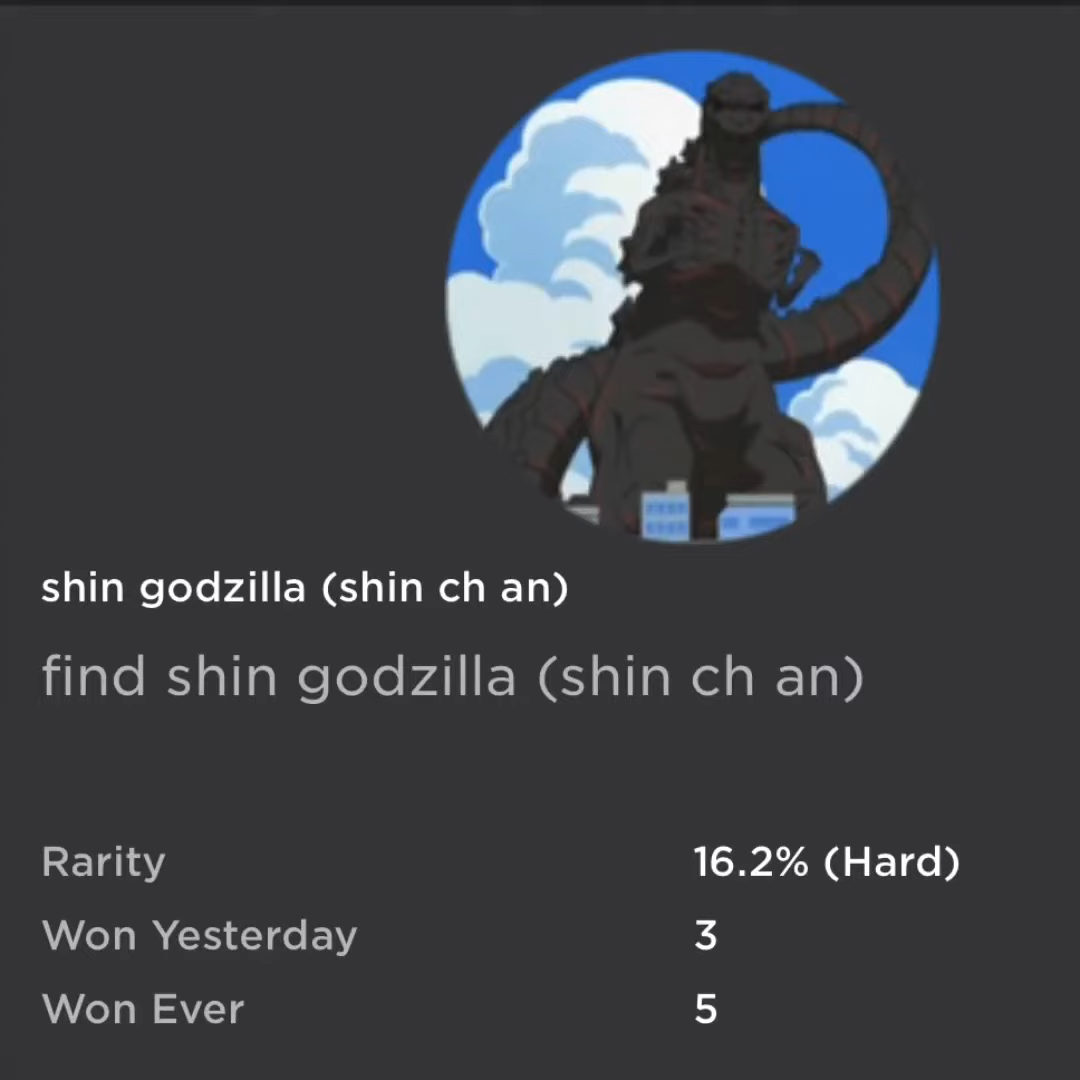 shin godzilla (shin ch an)
find shin godzilla (shin ch an)
Rarity 16.2% (Hard)
Won Yesterday 3
Won Ever 5